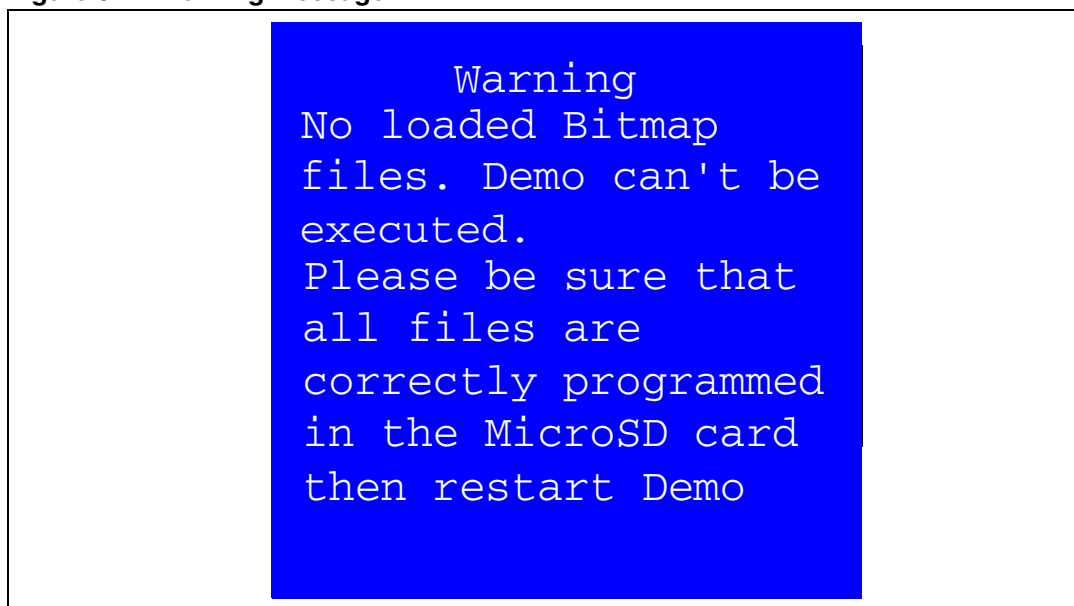 Warning
No loaded Bitmap
files. Demo can't be
executed.
Please be sure that
all files are
correctly programmed
in the MicroSD card
then restart Demo